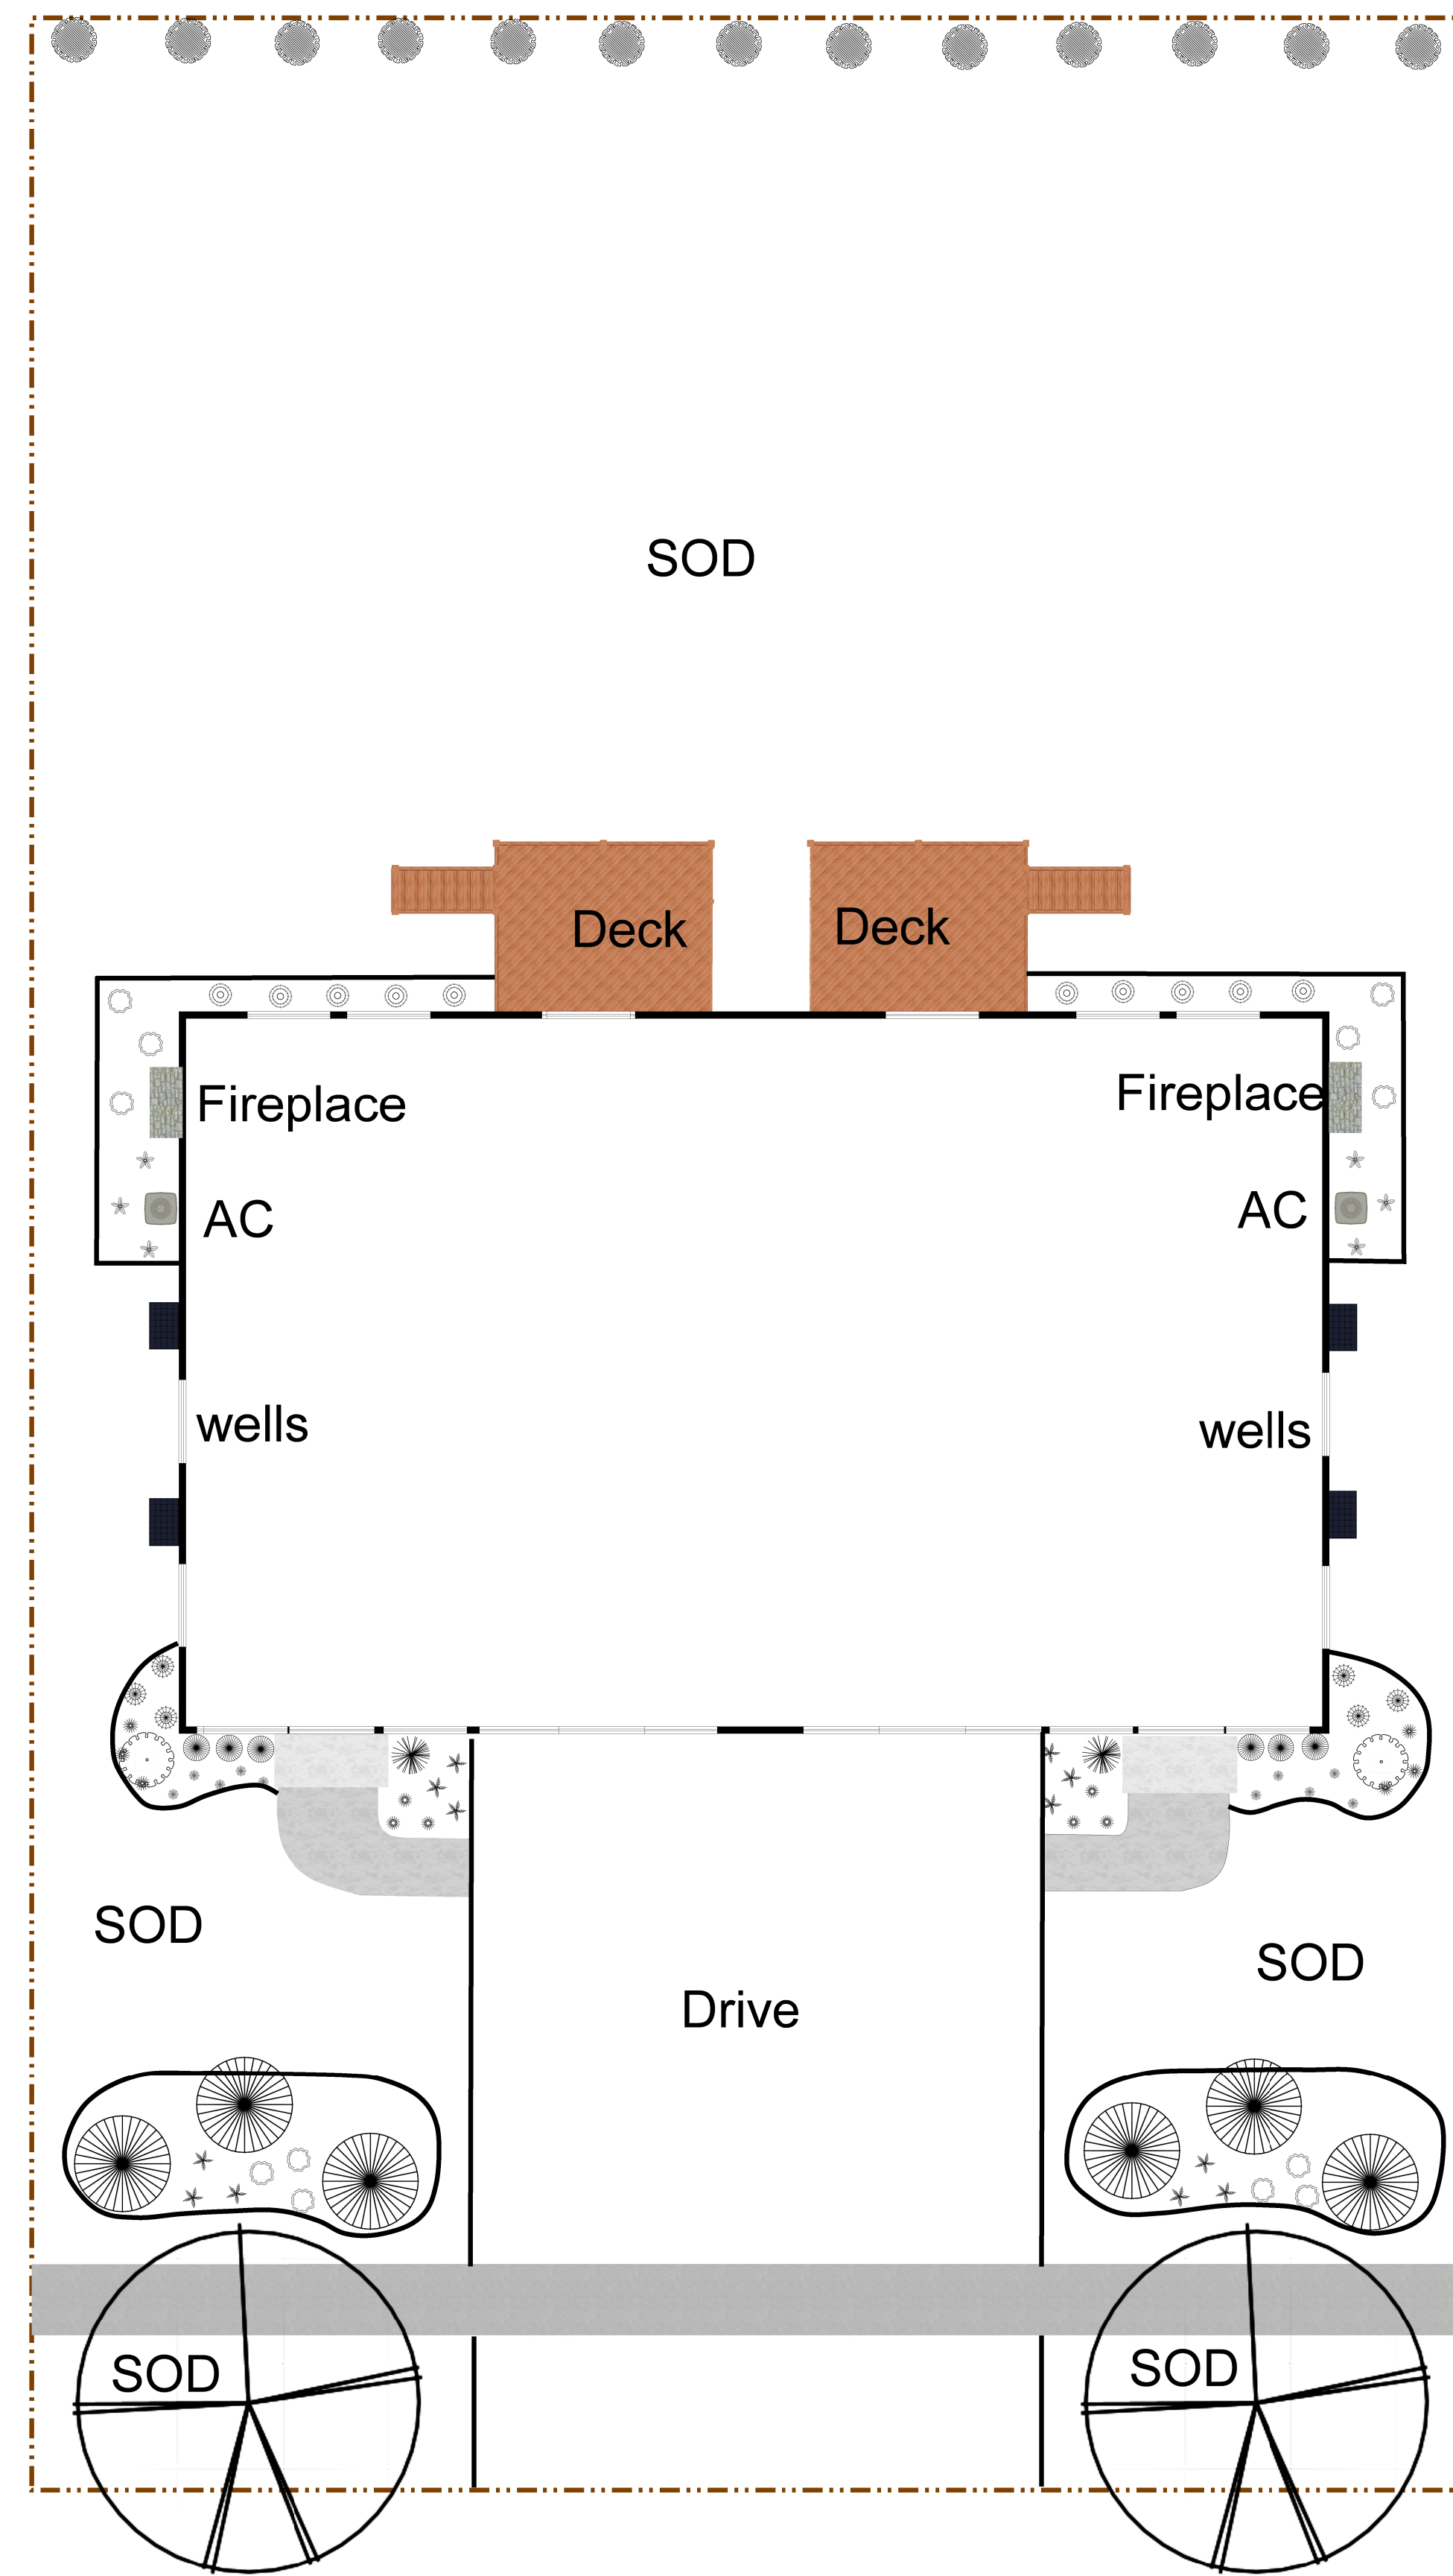 SOD
Deck
Deck
Fireplace
Fireplace
AC
AC
wells
wells
SOD
SOD
Drive
SOD
SOD